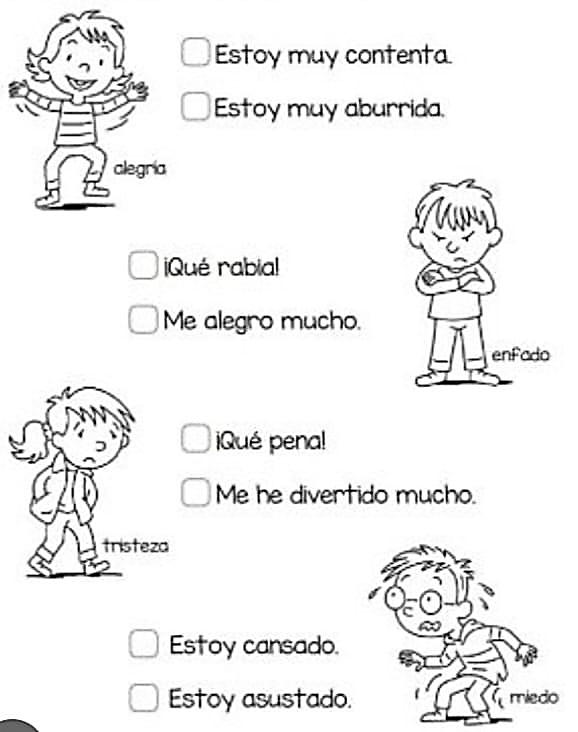 Estoy muy contenta.
Estoy muy aburrida.
alegría
¡Qué rabia!
Me alegro mucho.
enfado
¡Qué pena!
Me he divertido mucho.
tristeza
Estoy cansado.
Estoy asustado.
miedo